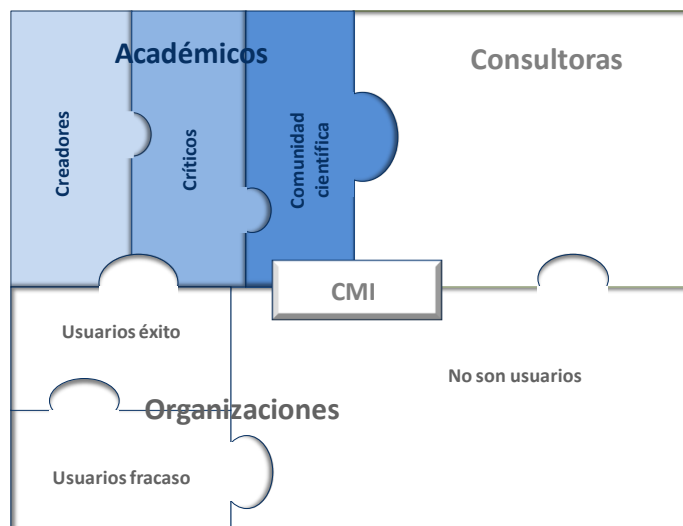 Académicos
Consultoras
Creadores
Críticos
Comunidad
científica
CMI
Usuarios éxito
No son usuarios
Organizaciones
Usuarios fracaso